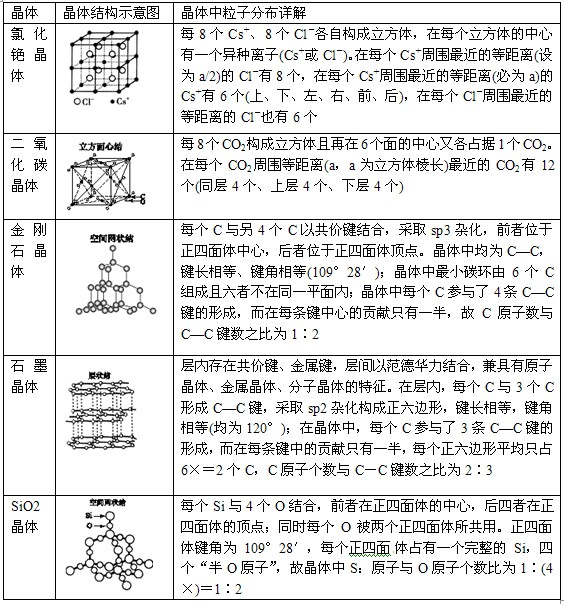 晶体
晶体结构示意图
晶体中粒子分布详解
氯化
铯晶
体
○Cl⁻ •Cs⁺
每 8 个 Cs⁺、8 个 Cl⁻各自构成立方体，在每个立方体的中心
有一个异种离子(Cs⁺或 Cl⁻)。在每个 Cs⁺周围最近的等距离(设
为 a/2)的 Cl⁻有 8 个，在每个 Cs⁺周围最近的等距离(必为 a)的
Cs⁺有 6 个(上、下、左、右、前、后)，在每个 Cl⁻周围最近的
等距离的 Cl⁻也有 6 个
二氧
化碳
晶体
立方面心结
每8个CO2构成立方体且再在6个面的中心又各占据1个CO2。
在每个 CO2 周围等距离(a，a 为立方体棱长)最近的 CO2 有 12
个(同层 4 个、上层 4 个、下层 4 个)
金刚
石晶
体
空间网状结
每个 C 与另 4 个 C 以共价键结合，采取 sp3 杂化，前者位于
正四面体中心，后者位于正四面体顶点。晶体中均为 C—C，
键长相等、键角相等(109°28′)；晶体中最小碳环由 6 个 C
组成且六者不在同一平面内；晶体中每个 C 参与了 4 条 C—C
键的形成，而在每条键中心的贡献只有一半，故 C 原子数与
C—C 键数之比为 1∶2
石墨
晶体
层状结
层内存在共价键、金属键，层间以范德华力结合，兼具有原子
晶体、金属晶体、分子晶体的特征。在层内，每个 C 与 3 个 C
形成 C—C 键，采取 sp2 杂化构成正六边形，键长相等，键角
相等(均为 120°)；在晶体中，每个 C 参与了 3 条 C—C 键的
形成，而在每条键中的贡献只有一半，每个正六边形平均只占
6×＝2 个 C，C 原子个数与 C—C 键数之比为 2∶3
SiO2
晶体
空间网状结
Si
O
每个 Si 与 4 个 O 结合，前者在正四面体的中心，后四者在正
四面体的顶点；同时每个 O 被两个正四面体所共用。正四面
体键角为 109°28′，每个正四面 体占有一个完整的 Si，四
个“半 O 原子”，故晶体中 S：原子与 O 原子个数比为 1∶(4
×)＝1∶2